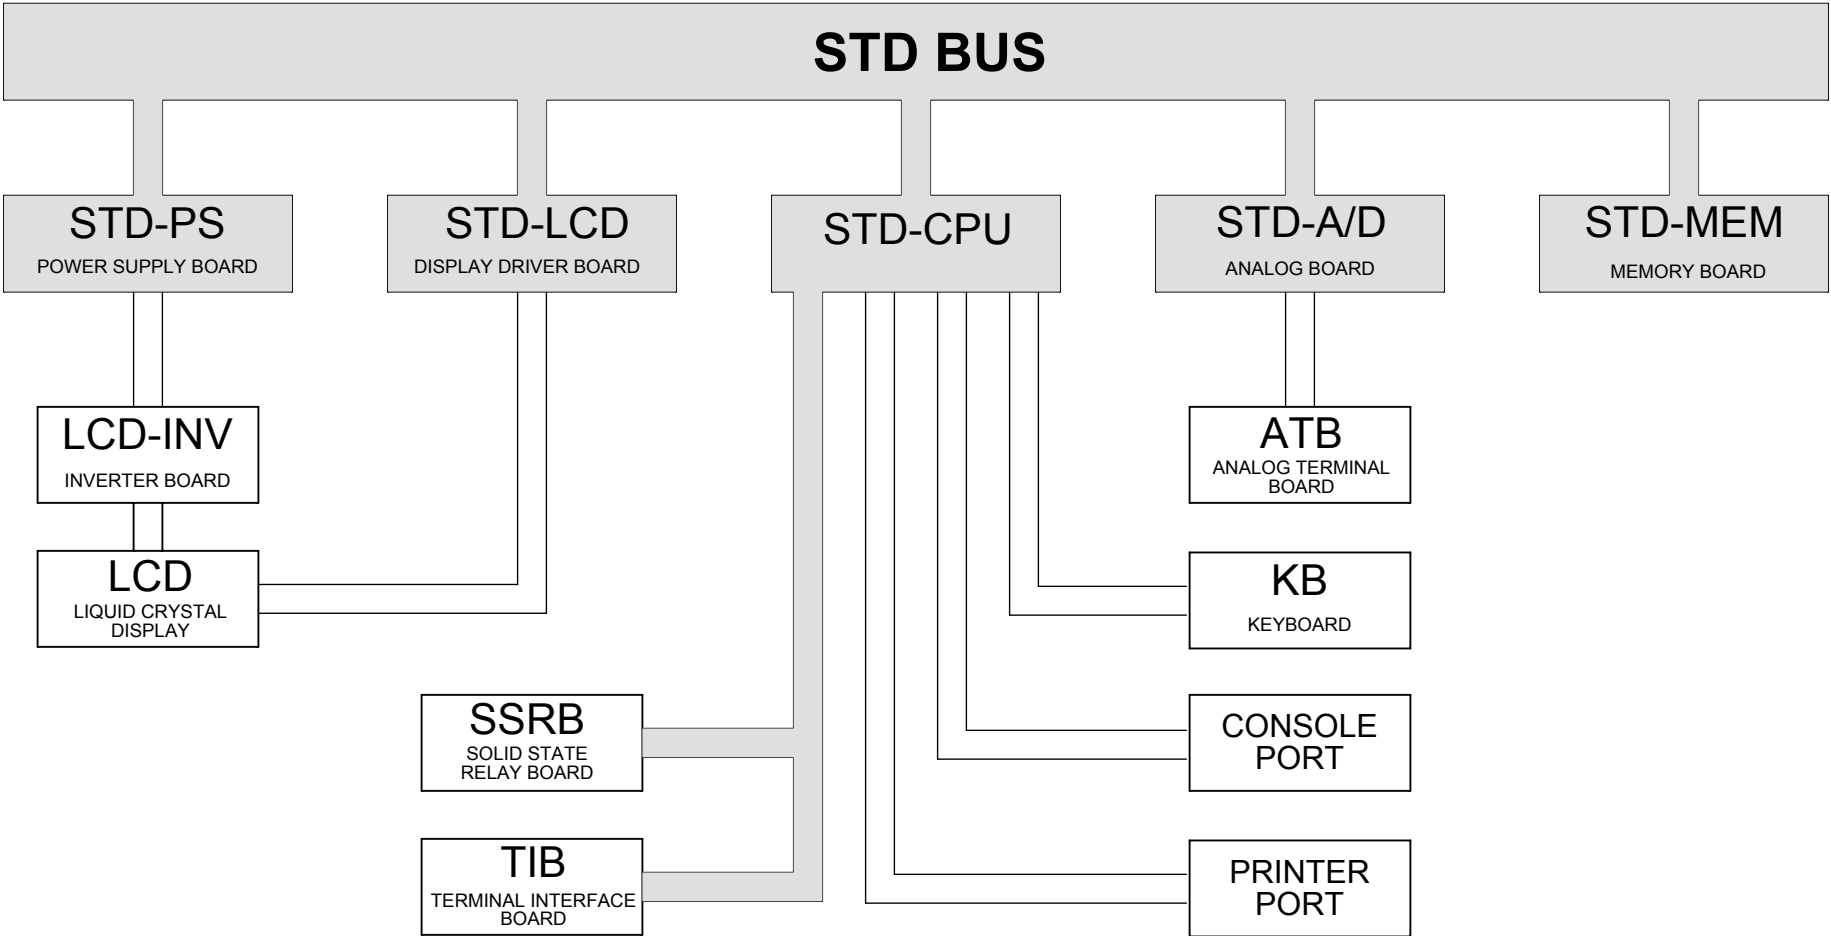 STD BUS
STD-PS
POWER SUPPLY BOARD
STD-LCD
DISPLAY DRIVER BOARD
STD-CPU
STD-A/D
ANALOG BOARD
STD-MEM
MEMORY BOARD
LCD-INV
INVERTER BOARD
ATB
ANALOG TERMINAL
BOARD
LCD
LIQUID CRYSTAL
DISPLAY
KB
KEYBOARD
SSRB
SOLID STATE
RELAY BOARD
CONSOLE
PORT
TIB
TERMINAL INTERFACE
BOARD
PRINTER
PORT